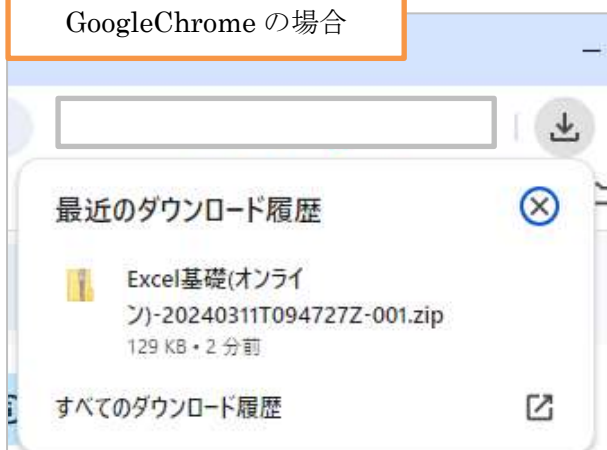 GoogleChrome の場合
最近のダウンロード履歴
Excel基礎(オンライ
ン)-20240311T094727Z-001.zip
129 KB • 2 分前
すべてのダウンロード履歴